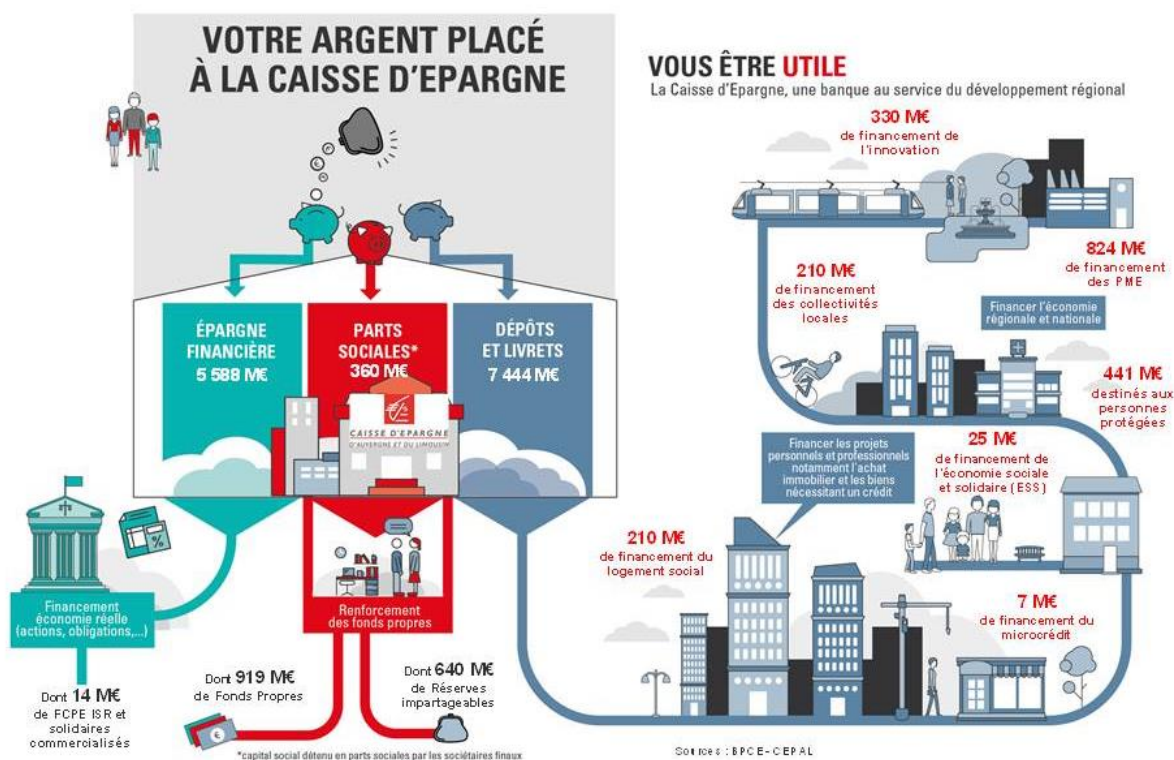 VOTRE ARGENT PLACÉ
À LA CAISSE D'EPARGNE
ÉPARGNE
FINANCIÈRE
5 588 M€
PARTS
SOCIALES*
360 M€
DÉPÔTS
ET LIVRETS
7 444 M€
CAISSE D'EPARGNE
D'AUVERGNE ET DU LIMOUSIN
Financement
économie réelle
(actions, obligations,...)
Dont 14 M€
de FCPE ISR et
solidaires
commercialisés
Renforcement
des fonds propres
Dont 919 M€
de Fonds Propres
Dont 640 M€
de Réserves
impartageables
*capital social détenu en parts sociales par les sociétaires finaux
VOUS ÊTRE UTILE
La Caisse d'Epargne, une banque au service du développement régional
330 M€
de financement de
l'innovation
824 M€
de financement
des PME
210 M€
de financement
des collectivités
locales
Financer l'économie
régionale et nationale
441 M€
destinés aux
personnes
protégées
Financer les projets
personnels et professionnels
notamment l'achat
immobilier et les biens
nécessitant un crédit
25 M€
de financement de
l'économie sociale
et solidaire (ESS)
210 M€
de financement du
logement social
7 M€
de financement du
microcrédit
Sources : BPCE-CEPAL